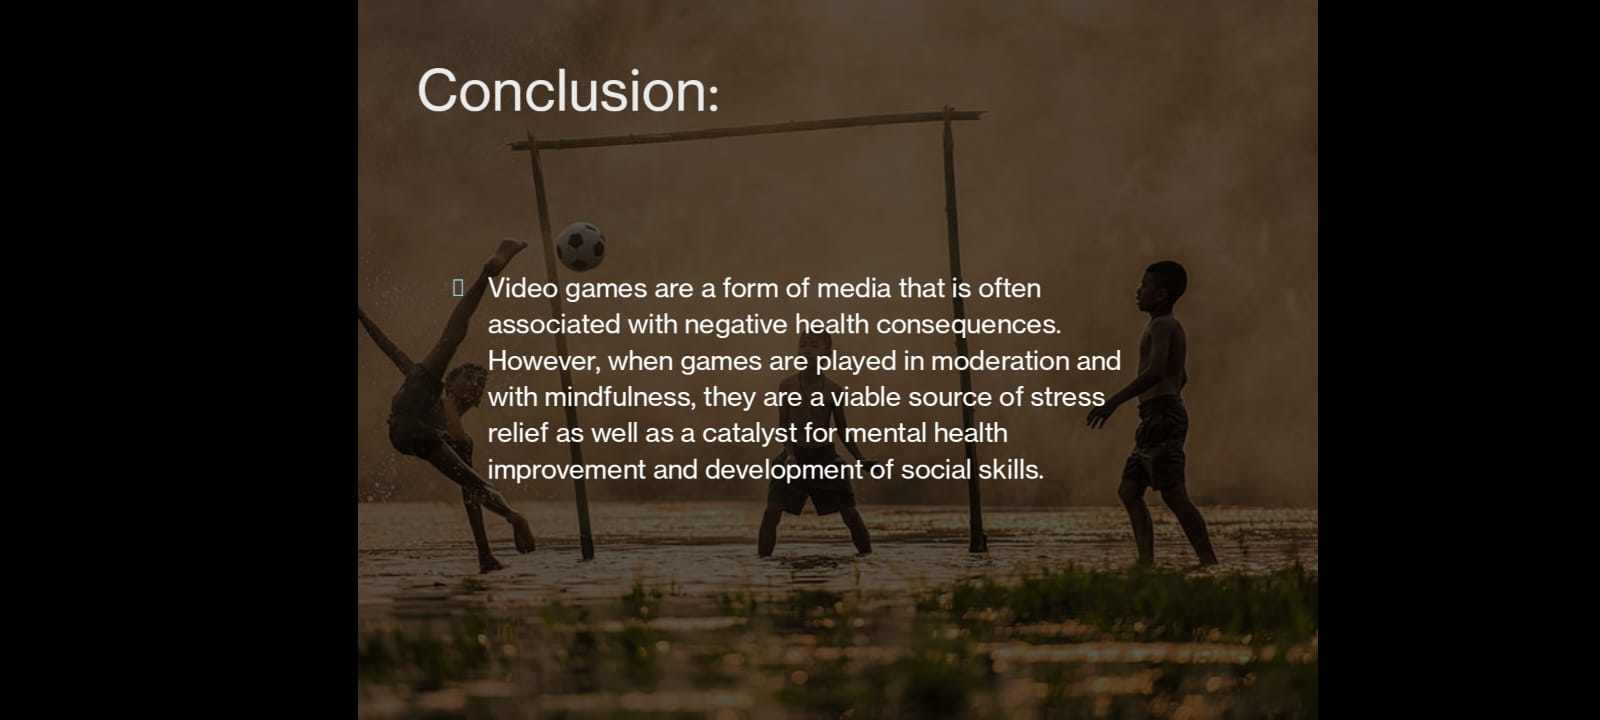 Conclusion:
Video games are a form of media that is often
associated with negative health consequences.
However, when games are played in moderation and
with mindfulness, they are a viable source of stress
relief as well as a catalyst for mental health
improvement and development of social skills.